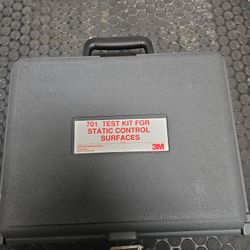 701 TEST KIT FOR
STATIC CONTROL
SURFACES
3M